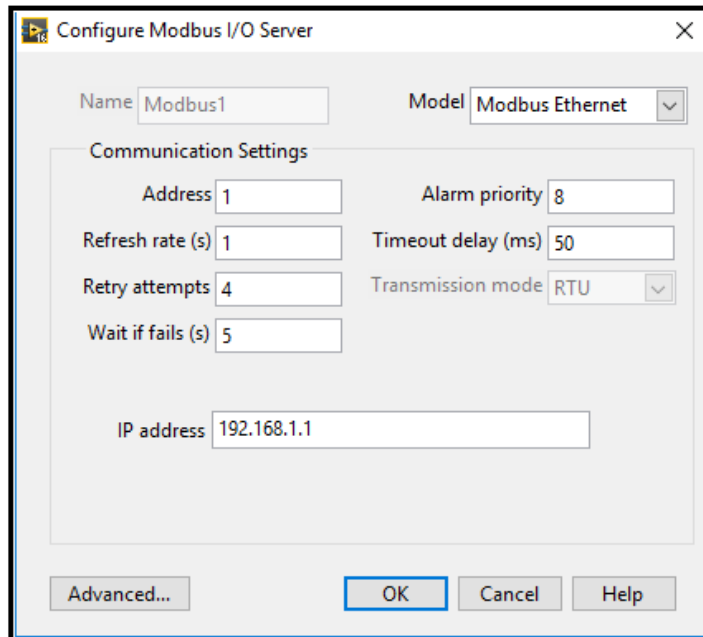 16 Configure Modbus I/O Server
Name Modbus1 Model Modbus Ethernet
Communication Settings
Address 1 Alarm priority 8
Refresh rate (s) 1 Timeout delay (ms) 50
Retry attempts 4 Transmission mode RTU
Wait if fails (s) 5
IP address 192.168.1.1
Advanced... OK Cancel Help